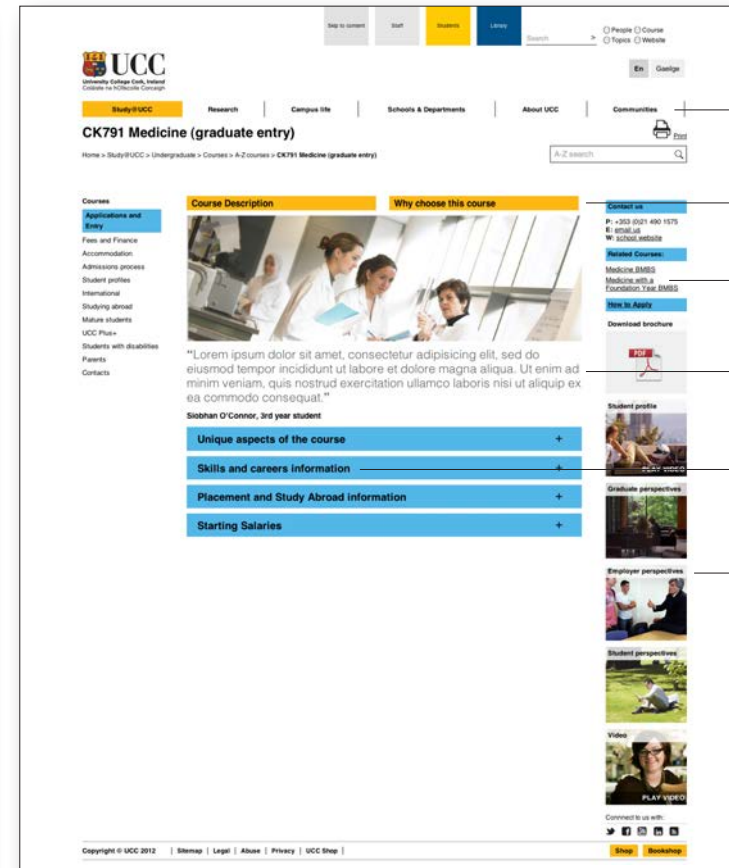 Skip to content
Staff
Students
Library
Search >
People Course
Topics Website
UCC
University College Cork, Ireland
Coláiste na hOllscoile Corcaigh
En Gaeilge
Study@UCC Research Campus life Schools & Departments About UCC Communities
CK791 Medicine (graduate entry)
Print
Home > Study@UCC > Undergraduate > Courses > A-Z courses > CK791 Medicine (graduate entry)
A-Z search
Courses
Applications and
Entry
Fees and Finance
Accommodation
Admissions process
Student profiles
International
Studying abroad
Mature students
UCC Plus+
Students with disabilities
Parents
Contacts
Course Description
Why choose this course
"Lorem ipsum dolor sit amet, consectetur adipisicing elit, sed do
eiusmod tempor incididunt ut labore et dolore magna aliqua. Ut enim ad
minim veniam, quis nostrud exercitation ullamco laboris nisi ut aliquip ex
ea commodo consequat."
Siobhan O'Connor, 3rd year student
Unique aspects of the course +
Skills and careers information +
Placement and Study Abroad information +
Starting Salaries +
Contact us
P: +353 (0)21 490 1575
E: email us
W: school website
Related Courses:
Medicine BMBS
Medicine with a
Foundation Year BMBS
How to Apply
Download brochure
PDF
Student profile
PLAY VIDEO
Graduate perspectives
Employer perspectives
Student perspectives
Video
PLAY VIDEO
Connnect to us with:
Copyright © UCC 2012 | Sitemap | Legal | Abuse | Privacy | UCC Shop |
Shop Bookshop